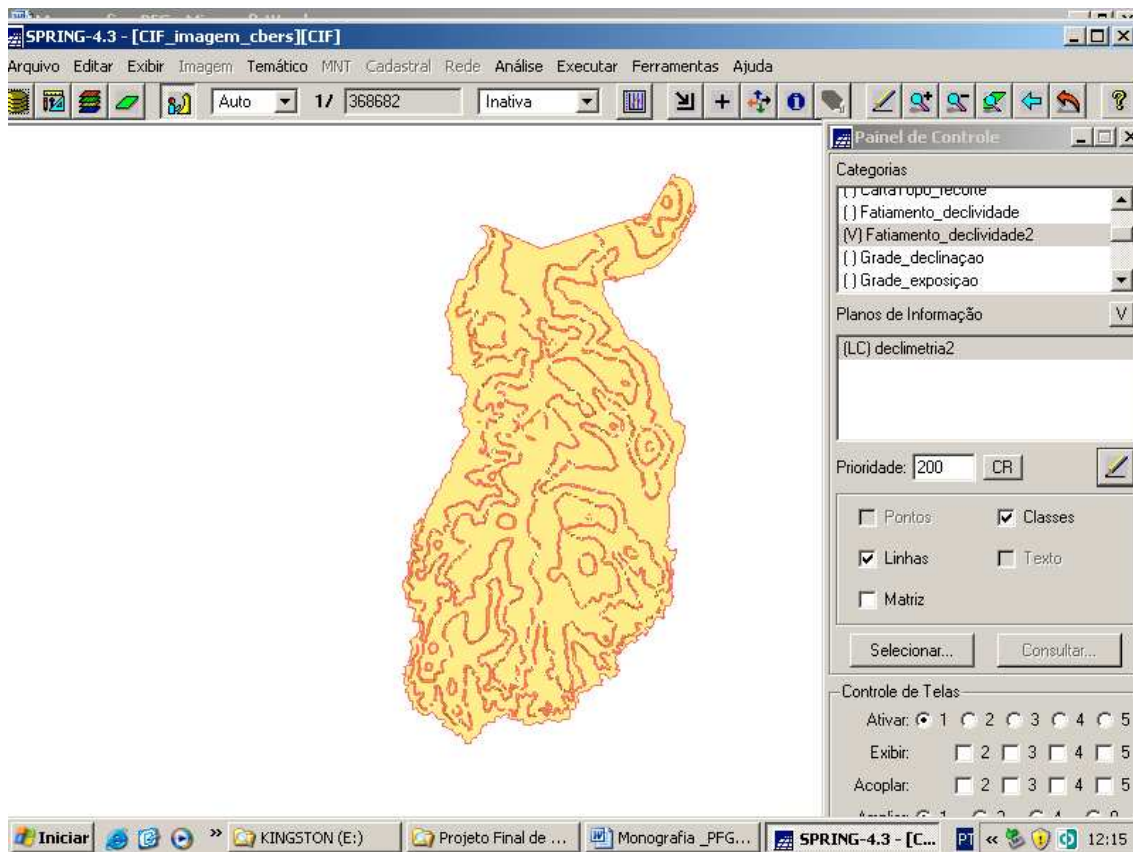 SPRING-4.3 - [CIF_imagem_cbers][CIF]
Arquivo Editar Exibir Imagem Temático MNT Cadastral Rede Análise Executar Ferramentas Ajuda
Auto 1/ 368682 Inativa
Painel de Controle
Categorias
( ) CartaTopo_recorte
( ) Fatiamento_declividade
(V) Fatiamento_declividade2
( ) Grade_declinaçao
( ) Grade_exposiçao
Planos de Informação V
(LC) declimetria2
Prioridade: 200 CR
Pontos Classes
Linhas Texto
Matriz
Selecionar... Consultar...
Controle de Telas
Ativar: 1 2 3 4 5
Exibir: 2 3 4 5
Acoplar: 2 3 4 5
Iniciar » KINGSTON (E:) Projeto Final de ... Monografia _PFG... SPRING-4.3 - [C... PT « 12:15